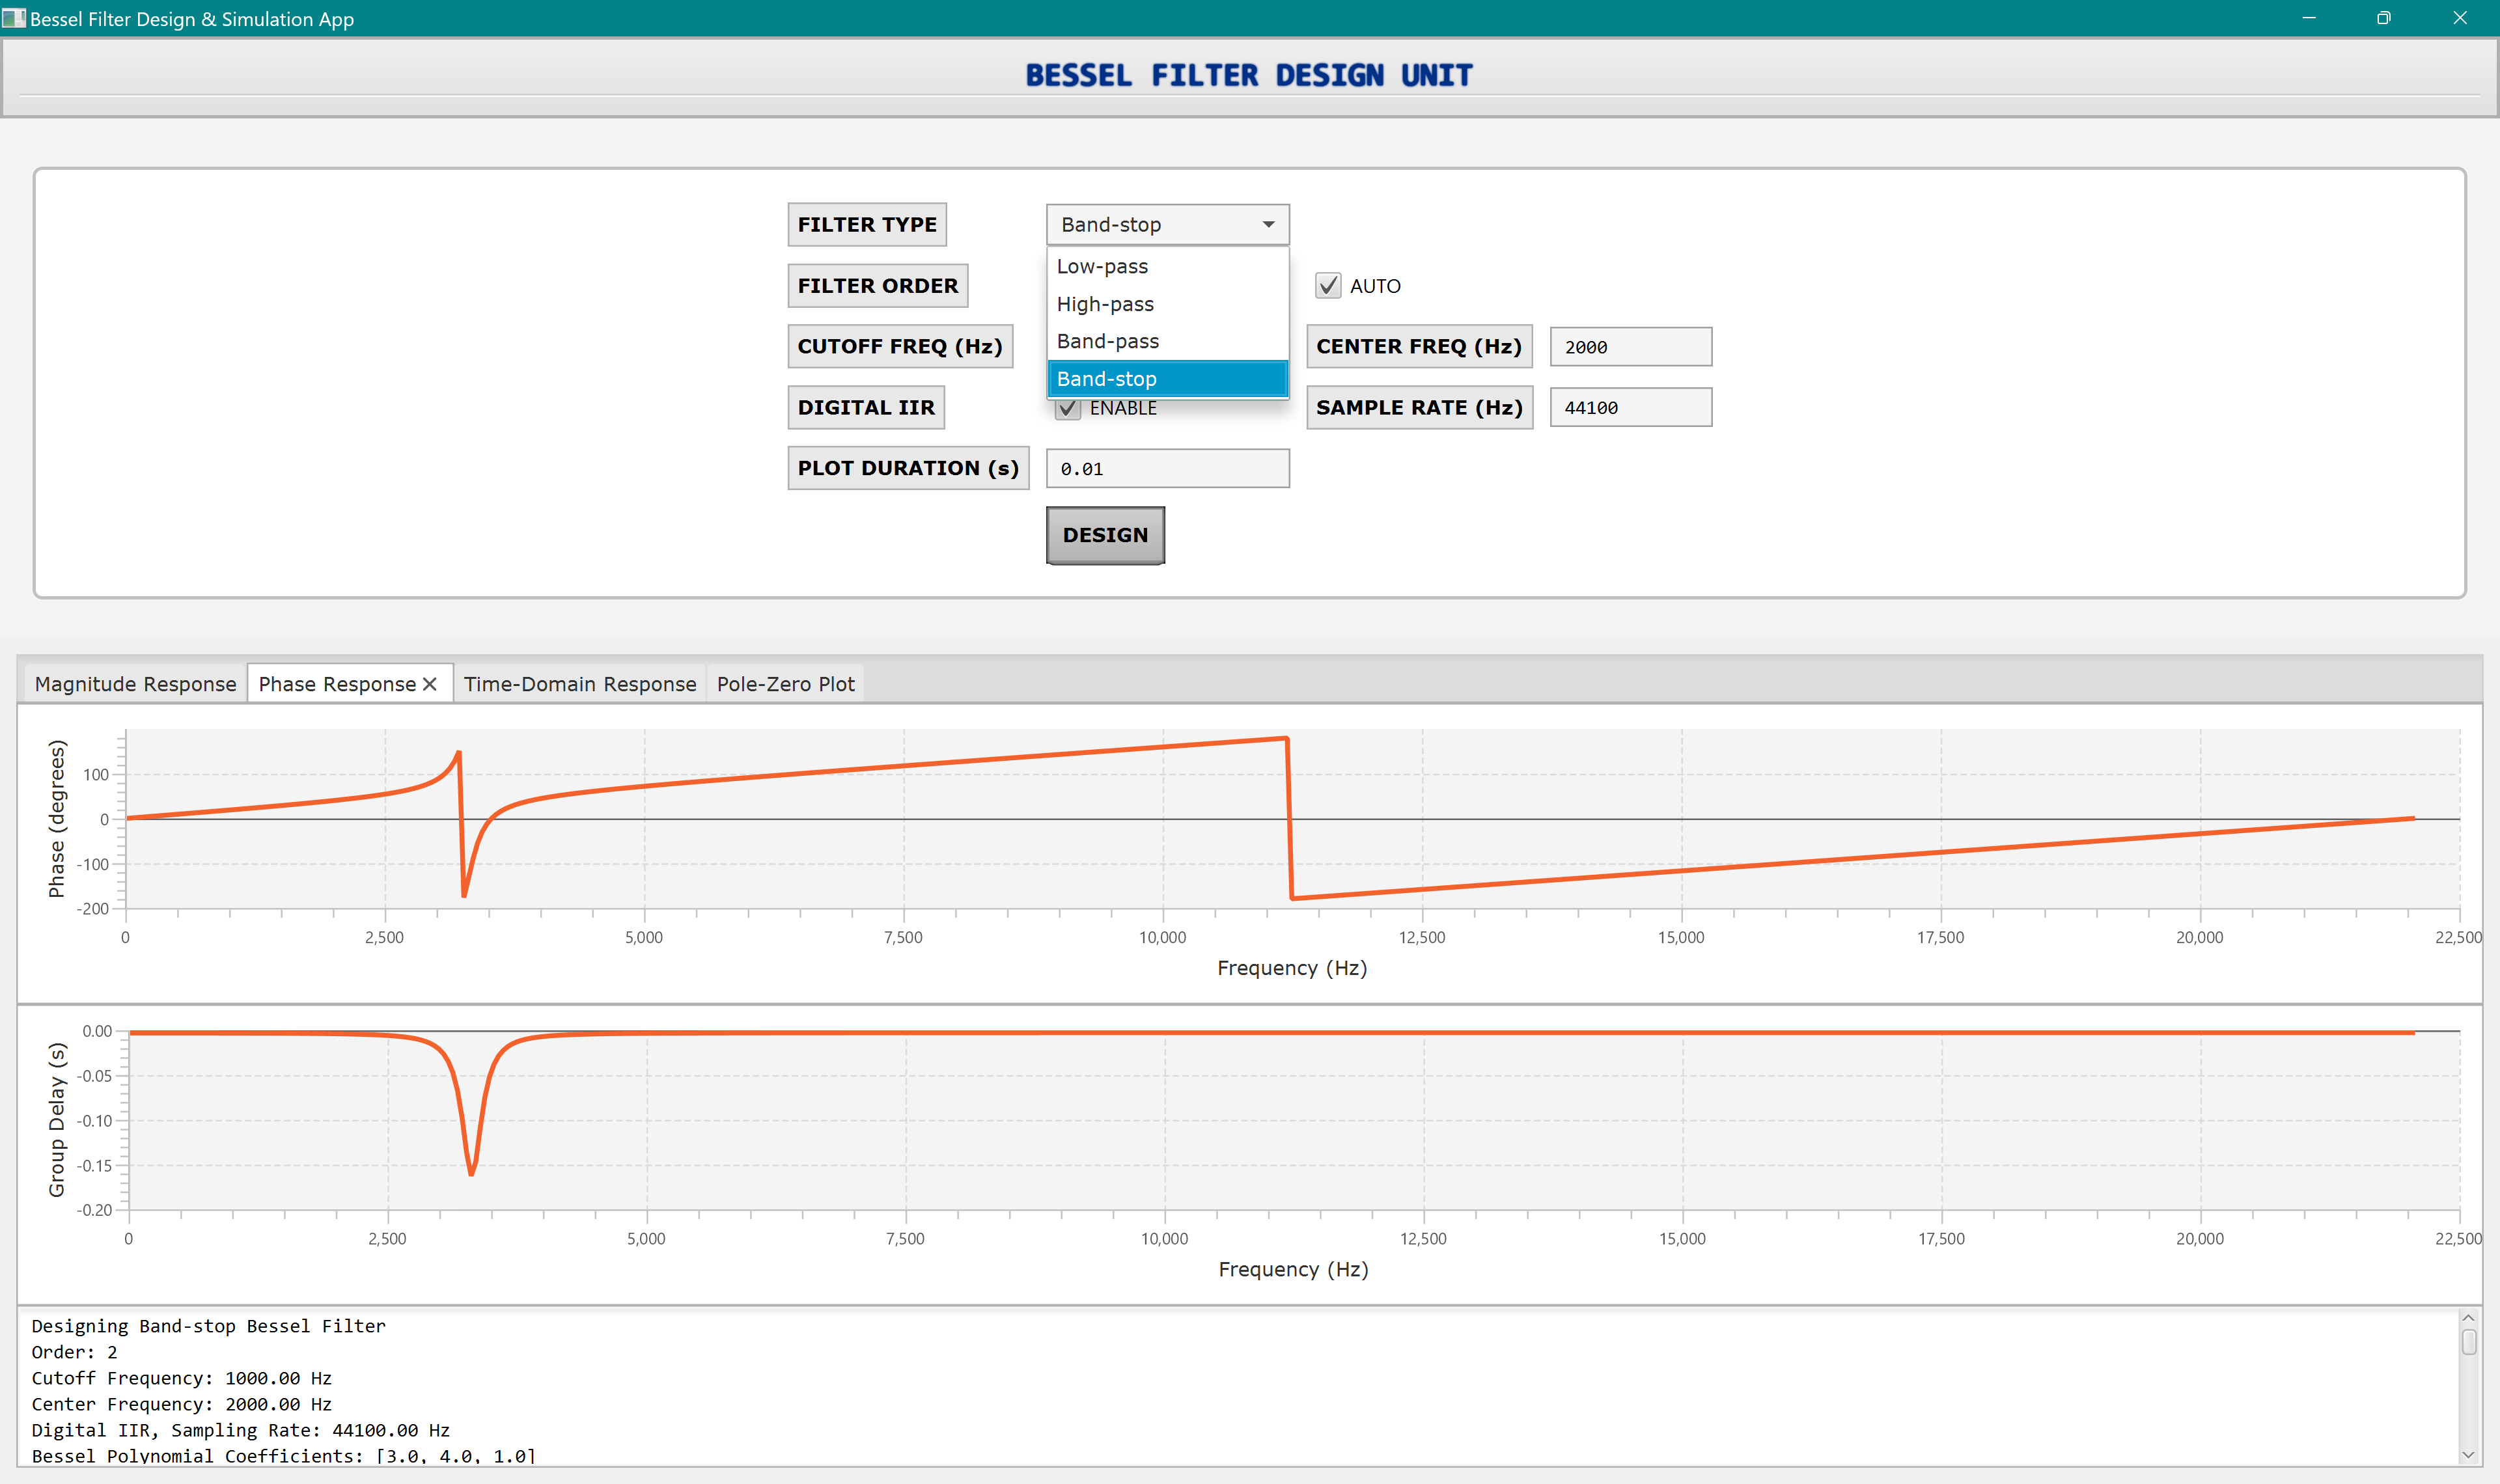 Bessel Filter Design & Simulation App
BESSEL FILTER DESIGN UNIT
FILTER TYPE
Band-stop
Low-pass
High-pass
Band-pass
Band-stop
FILTER ORDER
AUTO
CUTOFF FREQ (Hz)
CENTER FREQ (Hz)
2000
DIGITAL IIR
ENABLE
SAMPLE RATE (Hz)
44100
PLOT DURATION (s)
0.01
DESIGN
Magnitude Response
Phase Response
Time-Domain Response
Pole-Zero Plot
Phase (degrees)
100
0
-100
-200
0
2,500
5,000
7,500
10,000
12,500
15,000
17,500
20,000
22,500
Frequency (Hz)
Group Delay (s)
0.00
-0.05
-0.10
-0.15
-0.20
0
2,500
5,000
7,500
10,000
12,500
15,000
17,500
20,000
22,500
Frequency (Hz)
Designing Band-stop Bessel Filter
Order: 2
Cutoff Frequency: 1000.00 Hz
Center Frequency: 2000.00 Hz
Digital IIR, Sampling Rate: 44100.00 Hz
Bessel Polynomial Coefficients: [3.0, 4.0, 1.0]